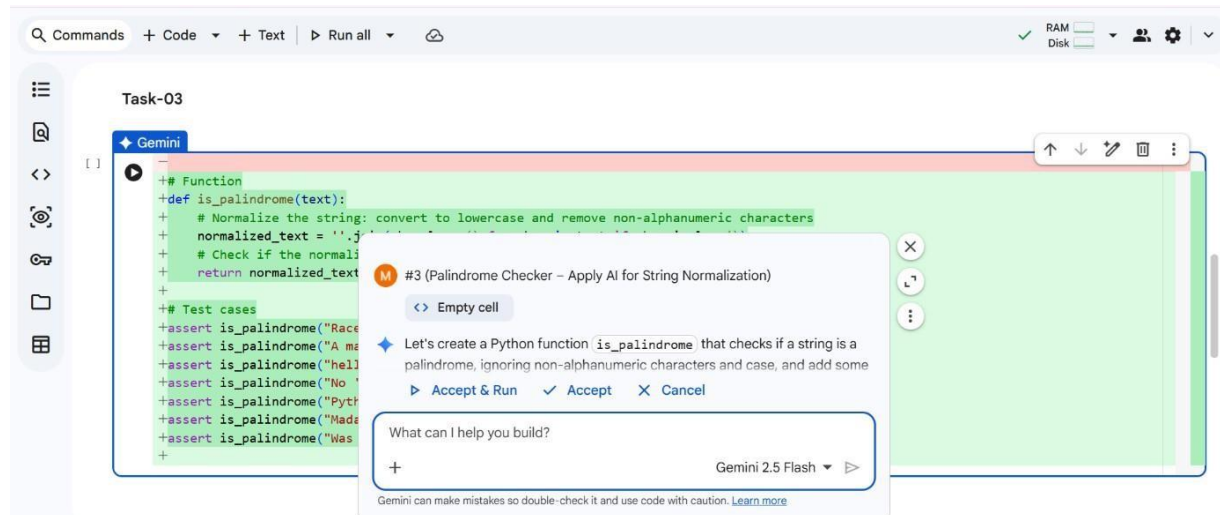 Commands + Code + Text Run all RAM
Disk
Task-03
Gemini
[ ]
–
+# Function
+def is_palindrome(text):
+ # Normalize the string: convert to lowercase and remove non-alphanumeric characters
+ normalized_text = ''.j
+ # Check if the normali
+ return normalized_text
+
+# Test cases
+assert is_palindrome("Race
+assert is_palindrome("A ma
+assert is_palindrome("hell
+assert is_palindrome("No '
+assert is_palindrome("Pyth
+assert is_palindrome("Mada
+assert is_palindrome("Was
+
M #3 (Palindrome Checker – Apply AI for String Normalization)
<> Empty cell
Let's create a Python function is_palindrome that checks if a string is a
palindrome, ignoring non-alphanumeric characters and case, and add some
Accept & Run Accept Cancel
What can I help you build?
+ Gemini 2.5 Flash
Gemini can make mistakes so double-check it and use code with caution. Learn more